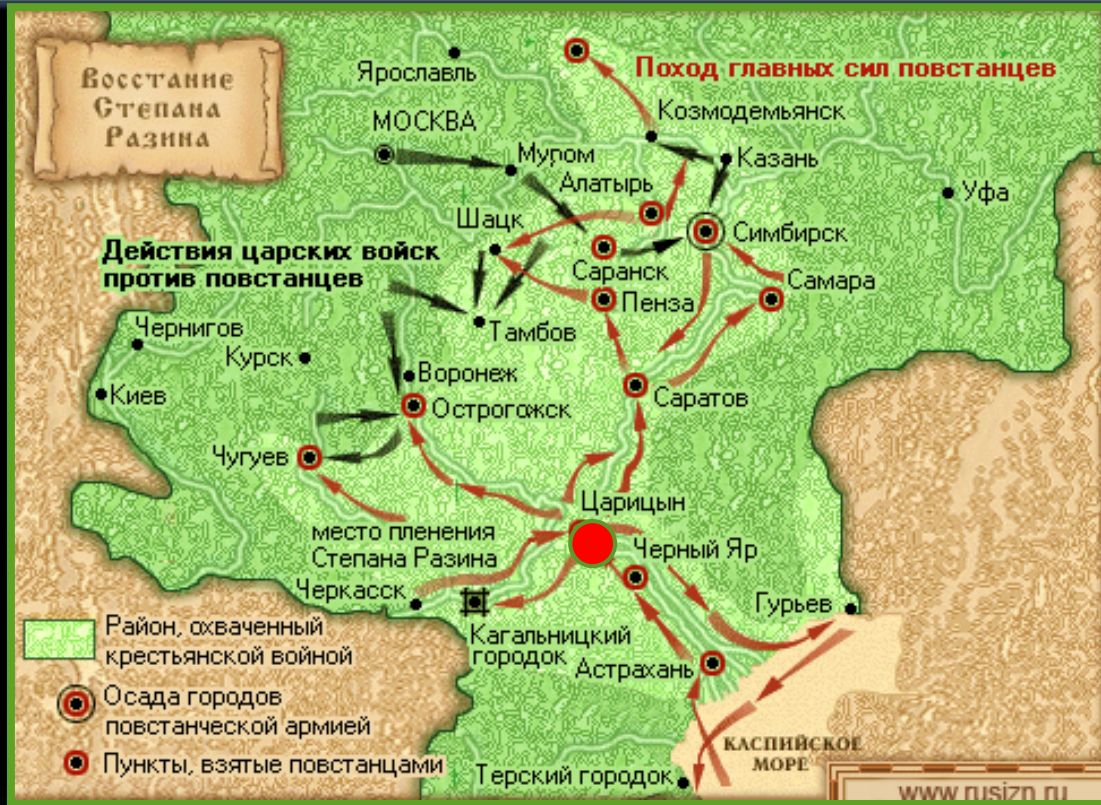 Восстание
Степана
Разина
Поход главных сил повстанцев
Ярославль
МОСКВА
Козмодемьянск
Муром
Казань
Алатырь
Уфа
Шацк
Симбирск
Действия царских войск
против повстанцев
Саранск
Самара
Пенза
Чернигов
Тамбов
Курск
Воронеж
Киев
Саратов
Острогожск
Чугуев
Царицын
место пленения
Степана Разина
Черный Яр
Черкасск
Гурьев
Кагальницкий
городок
Астрахань
Район, охваченный
крестьянской войной
Осада городов
повстанческой армией
Пункты, взятые повстанцами
КАСПИЙСКОЕ
МОРЕ
Терский городок
www.rusizn.ru